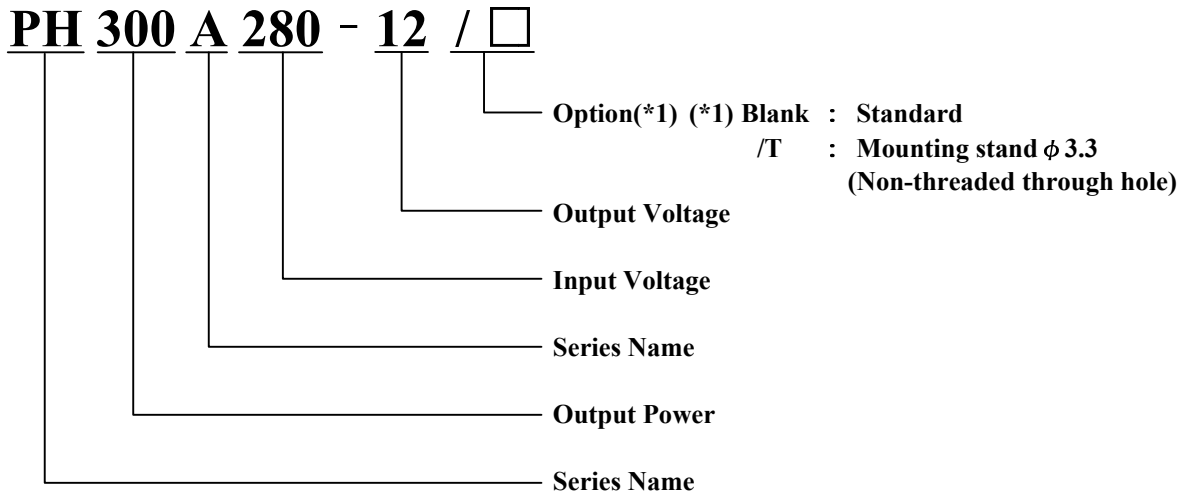 PH 300 A 280 - 12 / □
Option(*1) (*1) Blank : Standard
/T : Mounting stand φ 3.3
(Non-threaded through hole)
Output Voltage
Input Voltage
Series Name
Output Power
Series Name